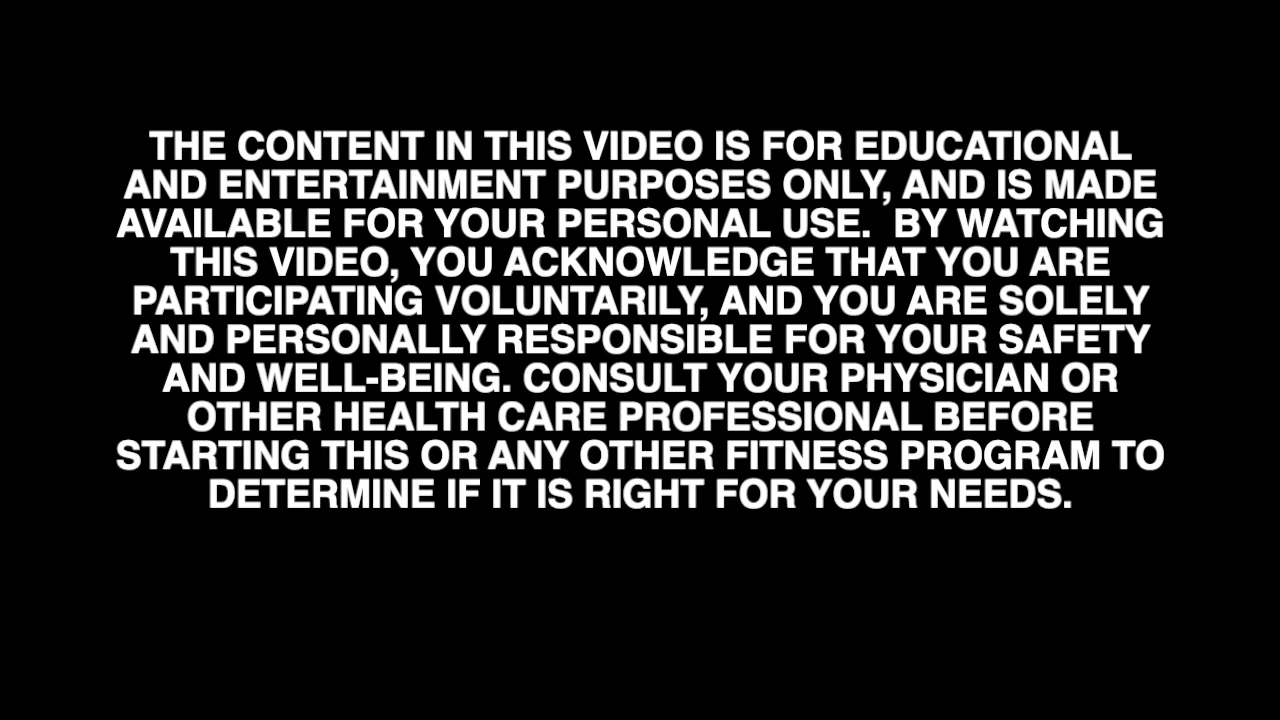 THE CONTENT IN THIS VIDEO IS FOR EDUCATIONAL
AND ENTERTAINMENT PURPOSES ONLY, AND IS MADE
AVAILABLE FOR YOUR PERSONAL USE.  BY WATCHING
THIS VIDEO, YOU ACKNOWLEDGE THAT YOU ARE
PARTICIPATING VOLUNTARILY, AND YOU ARE SOLELY
AND PERSONALLY RESPONSIBLE FOR YOUR SAFETY
AND WELL-BEING. CONSULT YOUR PHYSICIAN OR
OTHER HEALTH CARE PROFESSIONAL BEFORE
STARTING THIS OR ANY OTHER FITNESS PROGRAM TO
DETERMINE IF IT IS RIGHT FOR YOUR NEEDS.